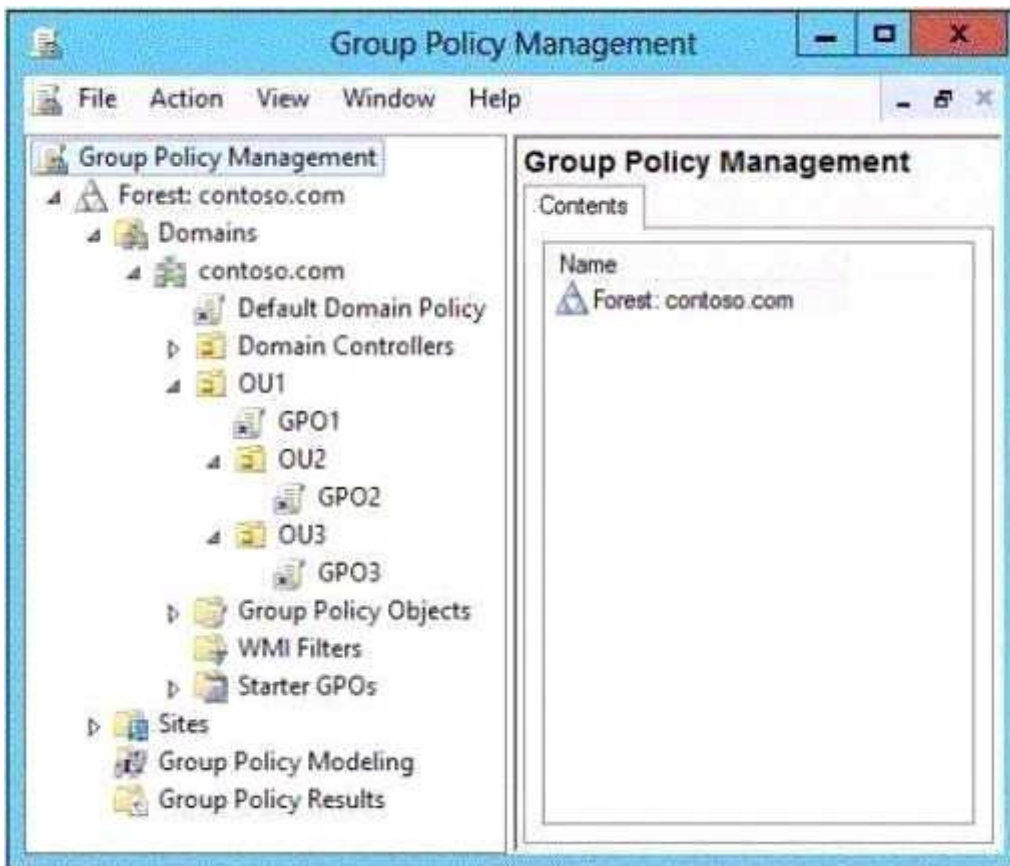 Group Policy Management
File Action View Window Help
Group Policy Management
Forest: contoso.com
Domains
contoso.com
Default Domain Policy
Domain Controllers
OU1
GPO1
OU2
GPO2
OU3
GPO3
Group Policy Objects
WMI Filters
Starter GPOs
Sites
Group Policy Modeling
Group Policy Results
Group Policy Management
Contents
Name
Forest: contoso.com